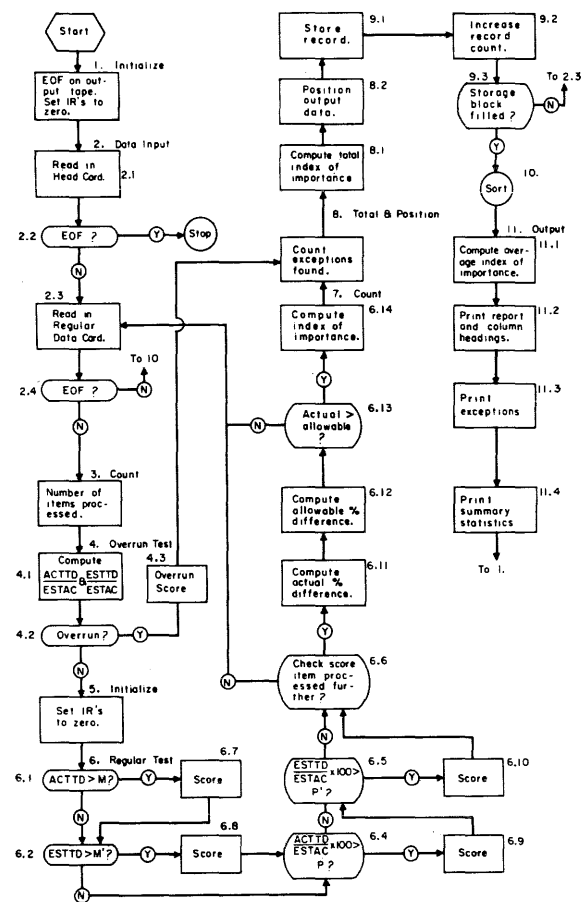 Start
1. Initialize
EOF on out-
put tape.
Set IR's to
zero.
2. Data Input
Read in
Head Card.
2.1
2.2
EOF ?
Y
Stop
N
2.3
Read in
Regular
Data Card.
To 10
2.4
EOF ?
N
N
3. Count
Number of
items pro-
cessed.
4. Overrun Test
4.1
Compute
ACTTD & ESTTD
ESTAC ESTAC
4.3
Overrun
Score
4.2
Overrun?
Y
N
5. Initialize
Set IR's
to zero.
6. Regular Test
6.1
ACTTD > M?
Y
6.7
Score
N
6.2
ESTTD > M'?
Y
6.8
Score
N
ACTTD
ESTAC ×100>
P?
6.4
Y
6.9
Score
N
ESTTD
ESTAC ×100>
P'?
6.5
Y
6.10
Score
N
Check score
item proc-
essed fur-
ther ?
6.6
N
Y
Compute
actual %
difference.
6.11
Compute
allowable %
difference.
6.12
Actual >
allowable
?
6.13
N
Y
Compute
index of
importance.
6.14
7. Count
Count
exceptions
found.
8. Total & Position
Compute total
index of
importance
8.1
Position
output
data.
8.2
Store
record.
9.1
Increase
record
count.
9.2
9.3
Storage
block
filled ?
N
To 2.3
Y
Sort
10.
11. Output
Compute average
index of
importance.
11.1
Print report
and column
headings.
11.2
Print
exceptions
11.3
Print
summary
statistics
11.4
To 1.